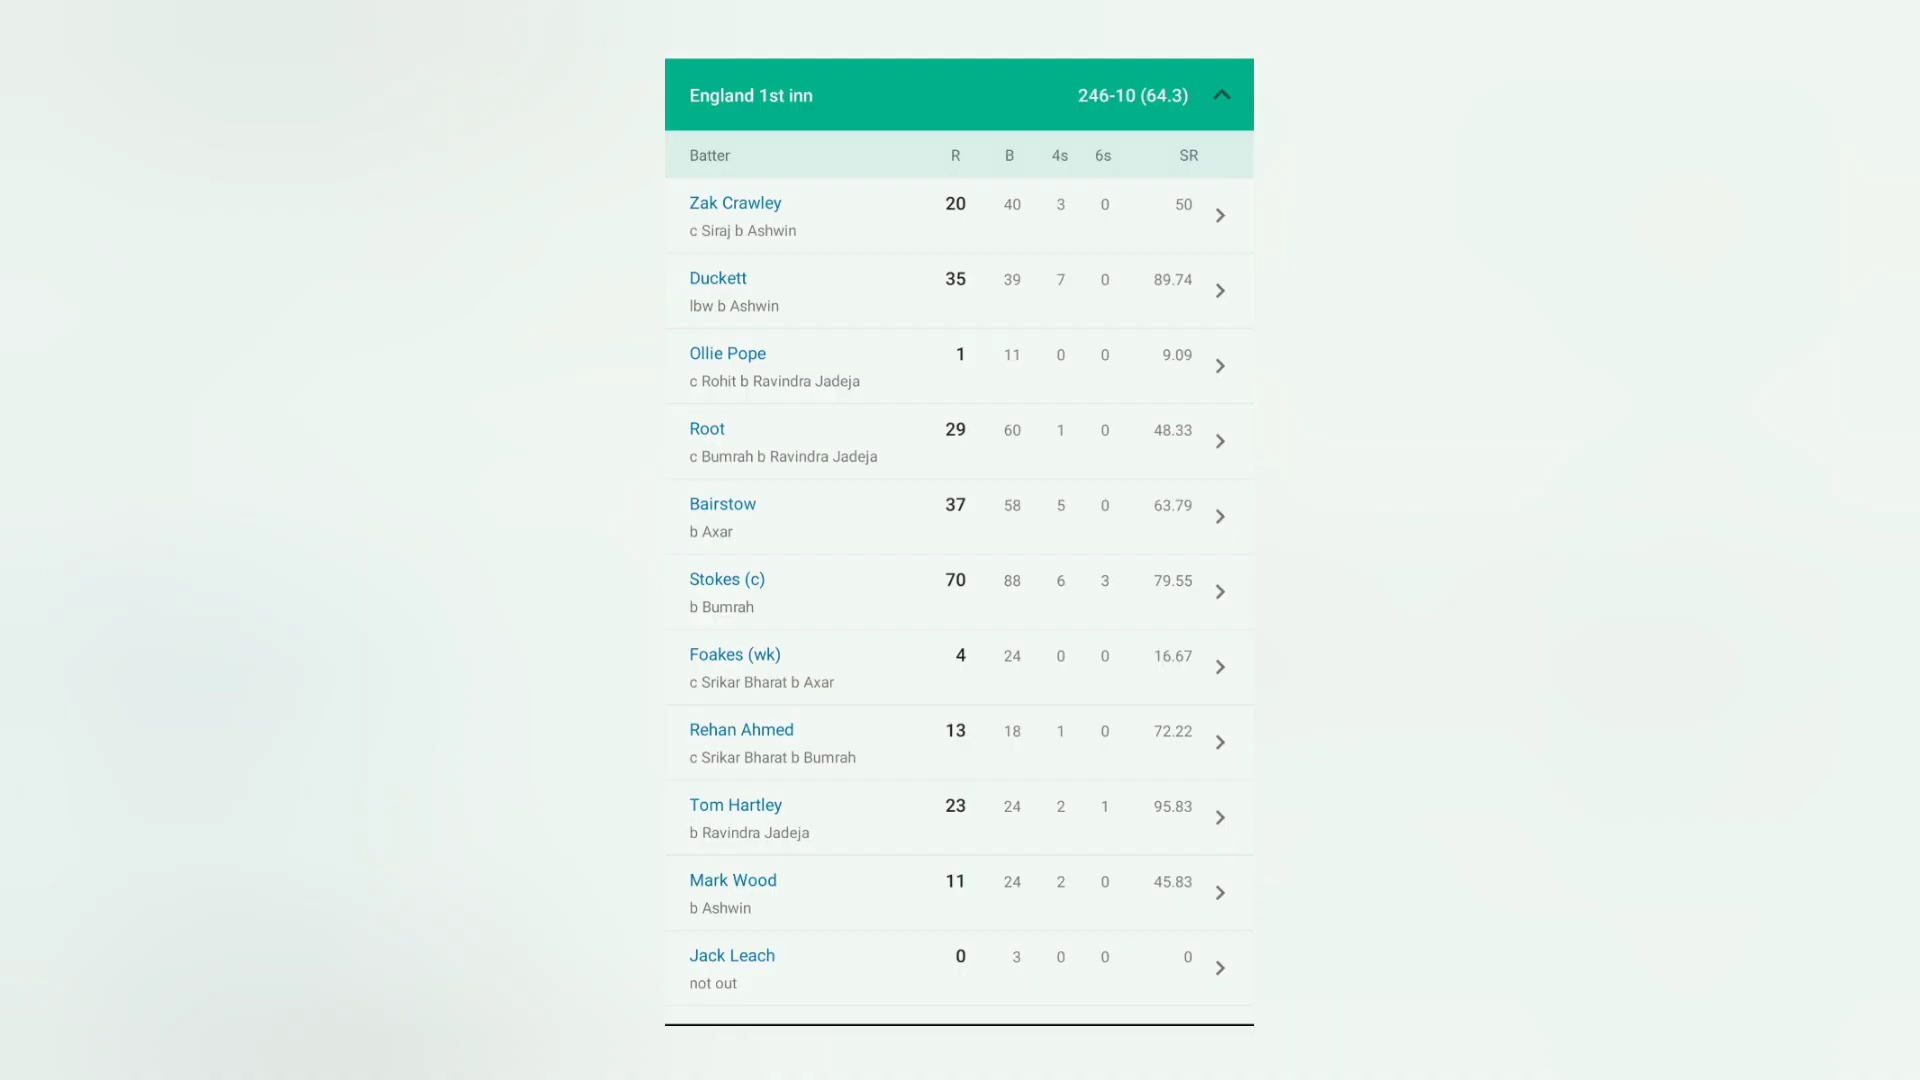 England 1st inn 246-10 (64.3)
Batter R B 4s 6s SR
Zak Crawley 20 40 3 0 50
c Siraj b Ashwin
Duckett 35 39 7 0 89.74
lbw b Ashwin
Ollie Pope 1 11 0 0 9.09
c Rohit b Ravindra Jadeja
Root 29 60 1 0 48.33
c Bumrah b Ravindra Jadeja
Bairstow 37 58 5 0 63.79
b Axar
Stokes (c) 70 88 6 3 79.55
b Bumrah
Foakes (wk) 4 24 0 0 16.67
c Srikar Bharat b Axar
Rehan Ahmed 13 18 1 0 72.22
c Srikar Bharat b Bumrah
Tom Hartley 23 24 2 1 95.83
b Ravindra Jadeja
Mark Wood 11 24 2 0 45.83
b Ashwin
Jack Leach 0 3 0 0 0
not out